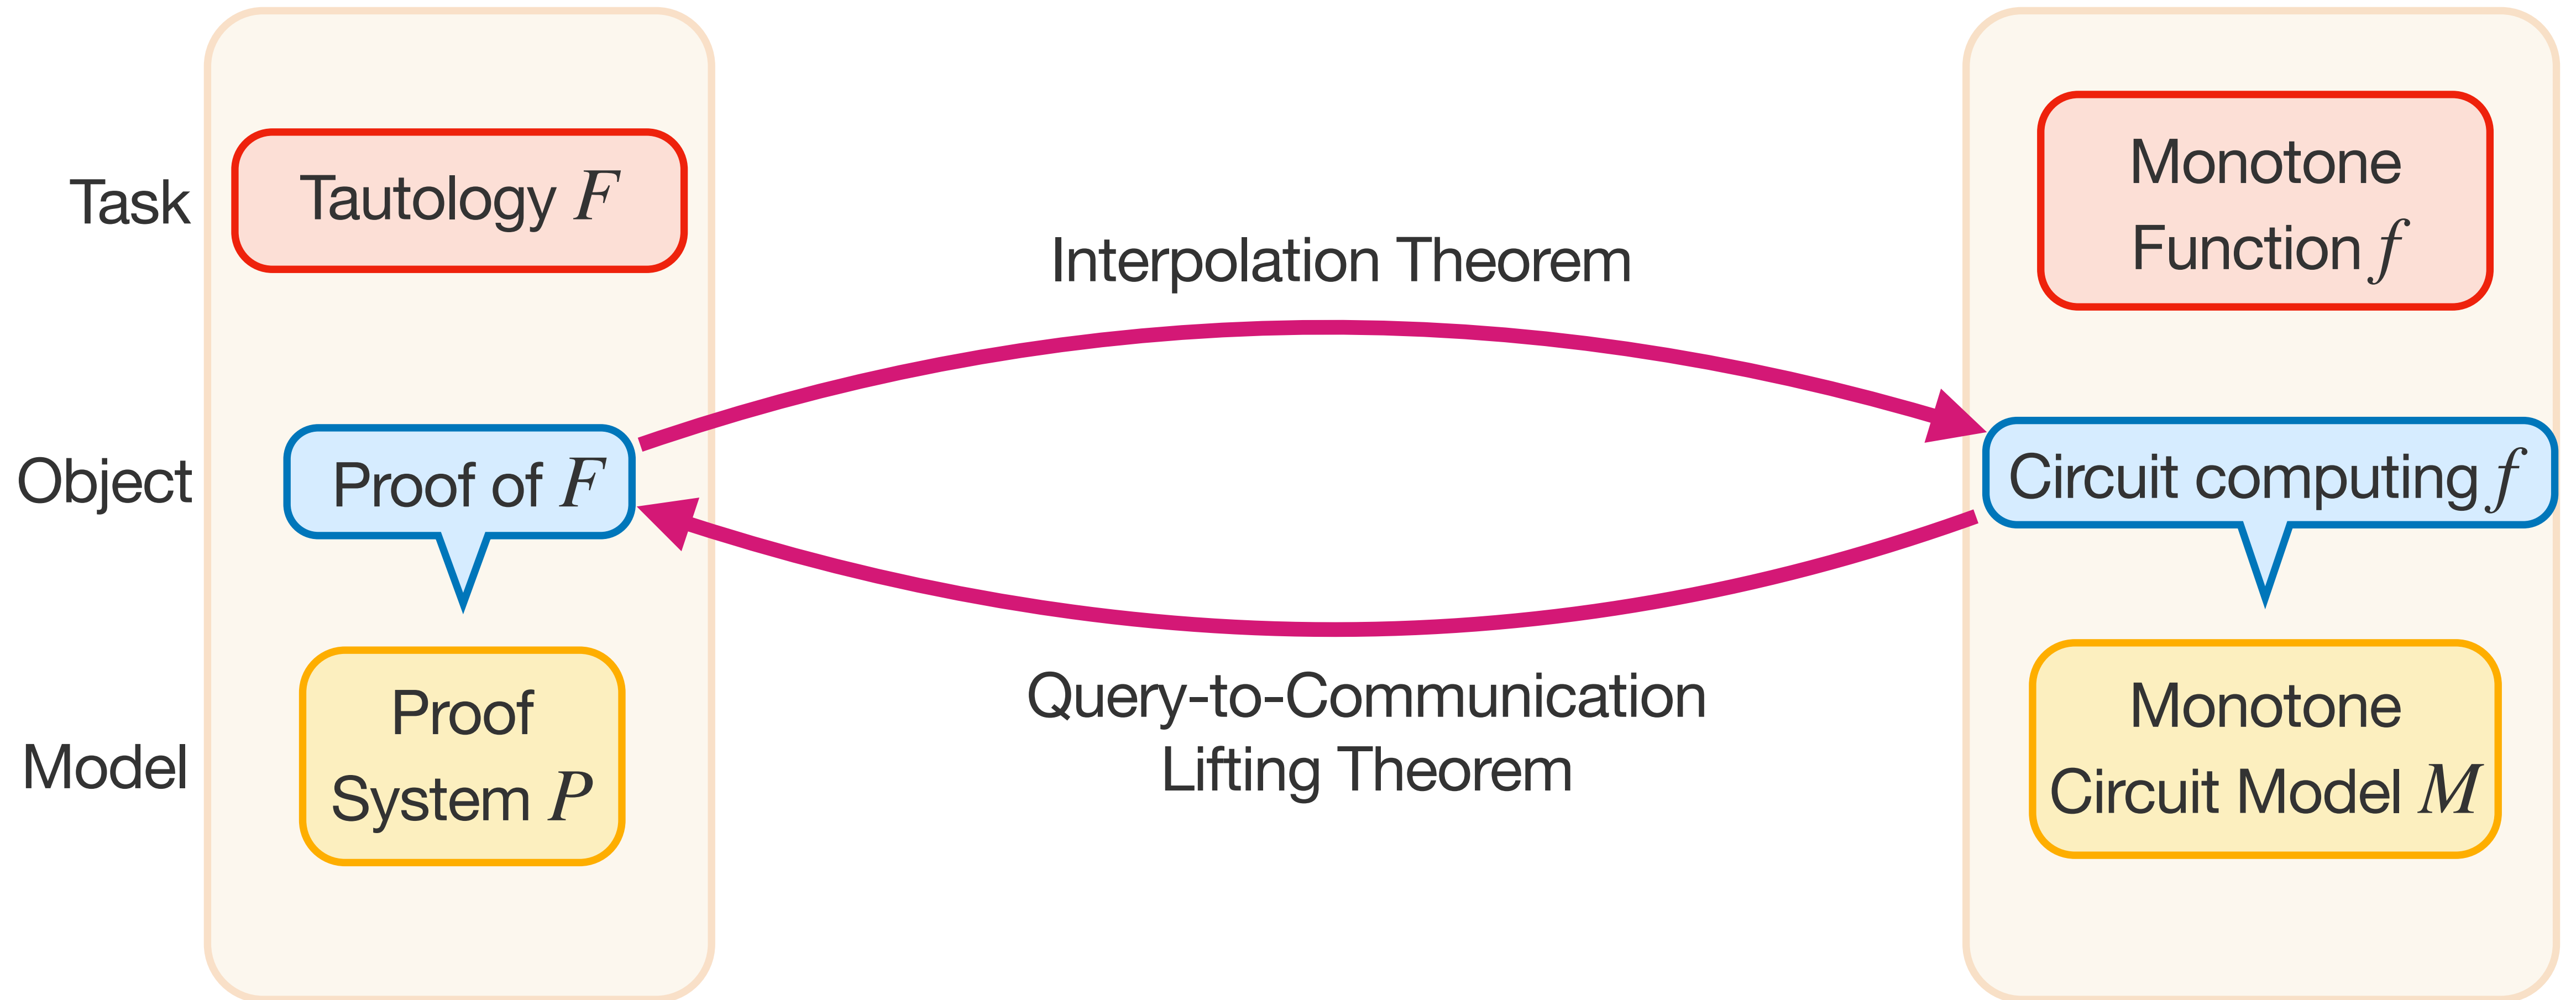 Task
Tautology F
Monotone
Function f
Interpolation Theorem
Object
Proof of F
Circuit computing f
Model
Proof
System P
Query-to-Communication
Lifting Theorem
Monotone
Circuit Model M